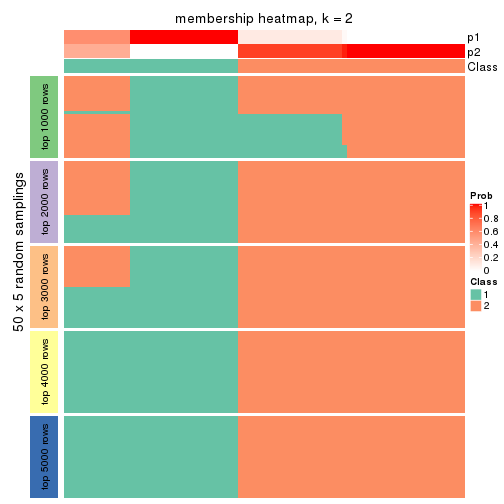 membership heatmap, k = 2
p1
p2
Class
50 x 5 random samplings
top 1000 rows
top 2000 rows
top 3000 rows
top 4000 rows
top 5000 rows
Prob
1
0.8
0.6
0.4
0.2
0
Class
1
2